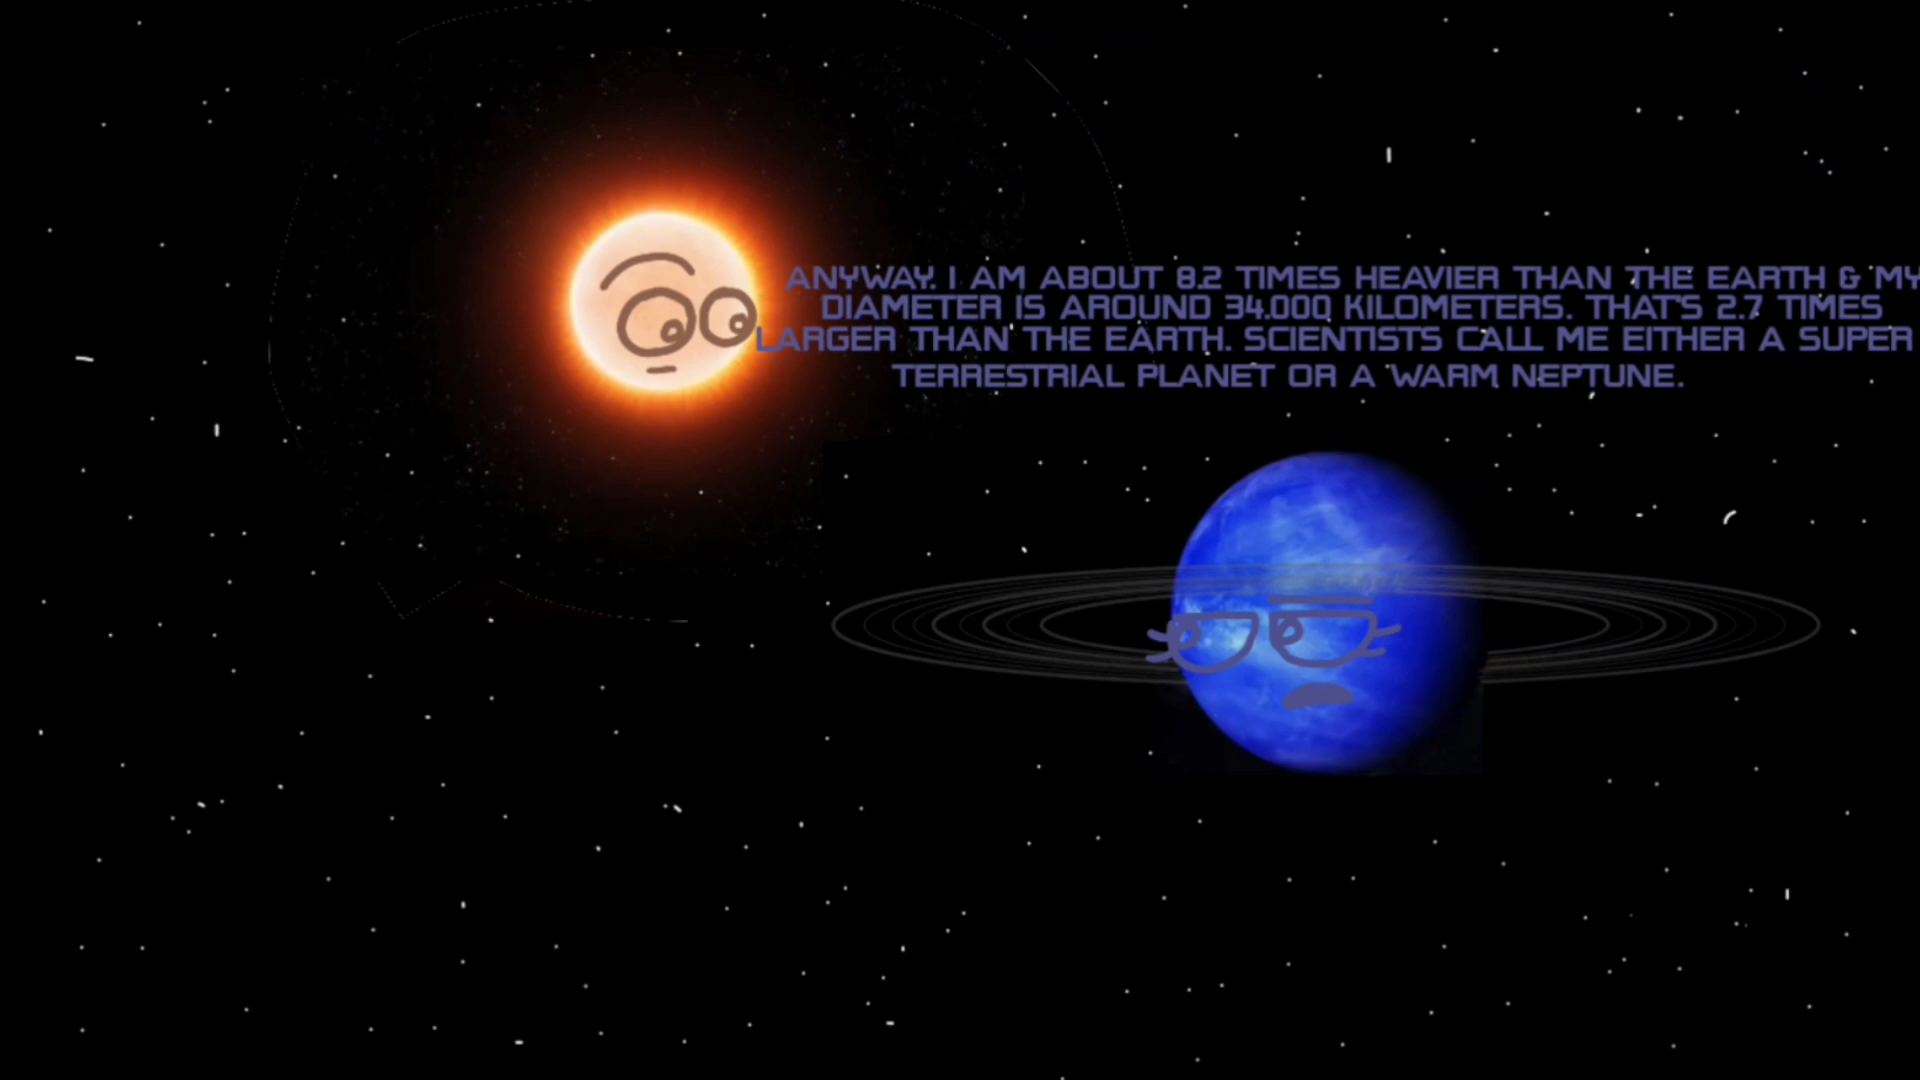 ANYWAY. I AM ABOUT 8.2 TIMES HEAVIER THAN THE EARTH & MY
DIAMETER IS AROUND 34.000 KILOMETERS. THAT'S 2.7 TIMES
LARGER THAN THE EARTH. SCIENTISTS CALL ME EITHER A SUPER
TERRESTRIAL PLANET OR A WARM NEPTUNE.